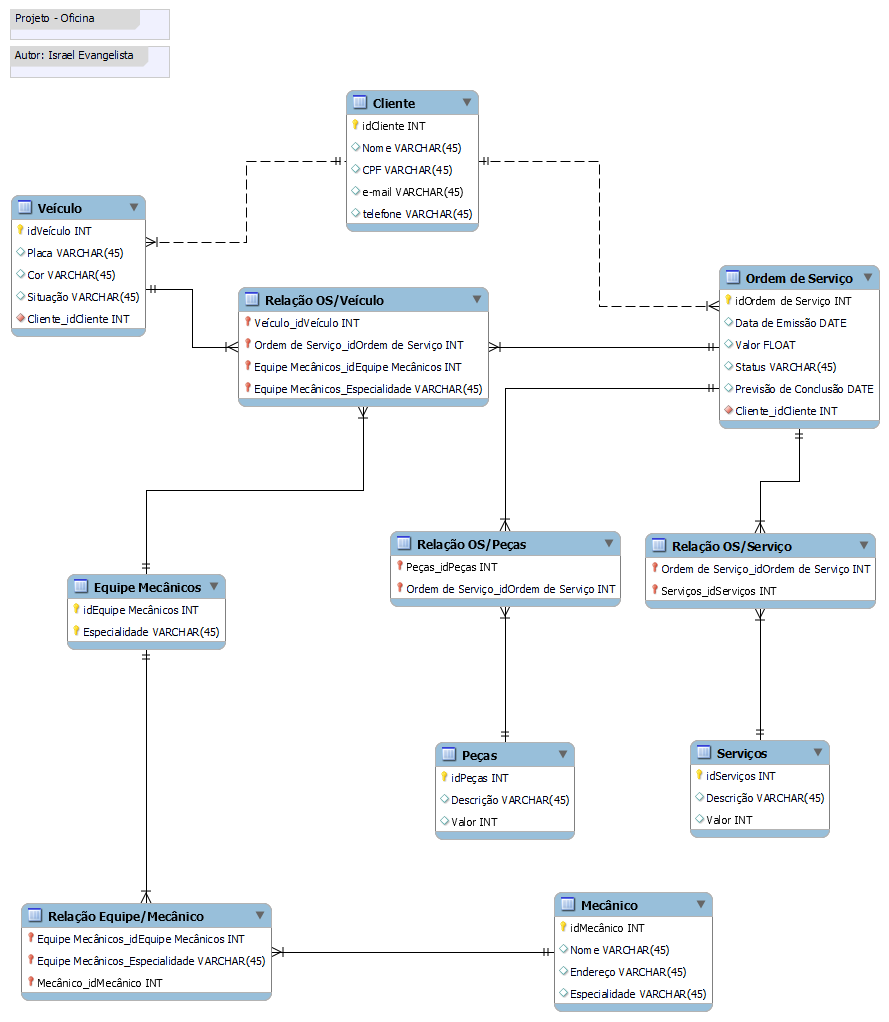 Projeto - Oficina
Autor: Israel Evangelista
Cliente
idCliente INT
Nome VARCHAR(45)
CPF VARCHAR(45)
e-mail VARCHAR(45)
telefone VARCHAR(45)
Veículo
idVeículo INT
Placa VARCHAR(45)
Cor VARCHAR(45)
Situação VARCHAR(45)
Cliente_idCliente INT
Relação OS/Veículo
Veículo_idVeículo INT
Ordem de Serviço_idOrdem de Serviço INT
Equipe Mecânicos_idEquipe Mecânicos INT
Equipe Mecânicos_Especialidade VARCHAR(45)
Ordem de Serviço
idOrdem de Serviço INT
Data de Emissão DATE
Valor FLOAT
Status VARCHAR(45)
Previsão de Conclusão DATE
Cliente_idCliente INT
Relação OS/Peças
Peças_idPeças INT
Ordem de Serviço_idOrdem de Serviço INT
Relação OS/Serviço
Ordem de Serviço_idOrdem de Serviço INT
Serviços_idServiços INT
Equipe Mecânicos
idEquipe Mecânicos INT
Especialidade VARCHAR(45)
Peças
idPeças INT
Descrição VARCHAR(45)
Valor INT
Serviços
idServiços INT
Descrição VARCHAR(45)
Valor INT
Relação Equipe/Mecânico
Equipe Mecânicos_idEquipe Mecânicos INT
Equipe Mecânicos_Especialidade VARCHAR(45)
Mecânico_idMecânico INT
Mecânico
idMecânico INT
Nome VARCHAR(45)
Endereço VARCHAR(45)
Especialidade VARCHAR(45)